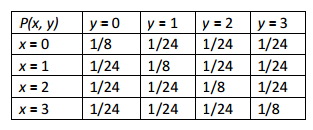 P(x, y) y = 0 y = 1 y = 2 y = 3
x = 0 1/8 1/24 1/24 1/24
x = 1 1/24 1/8 1/24 1/24
x = 2 1/24 1/24 1/8 1/24
x = 3 1/24 1/24 1/24 1/8